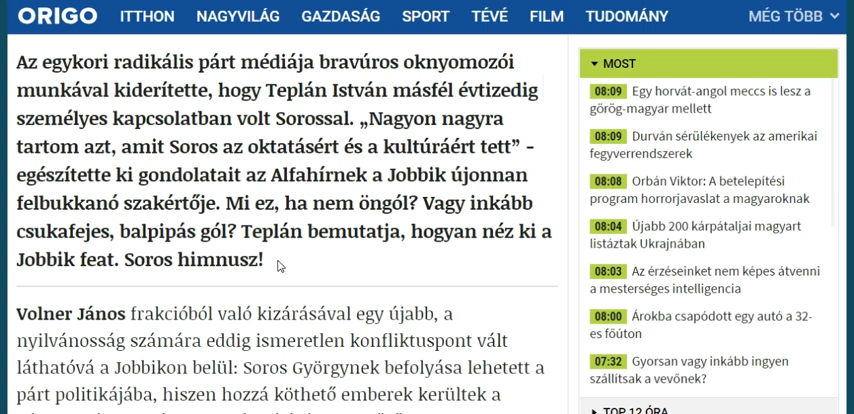 ORIGO ITTHON NAGYVILÁG GAZDASÁG SPORT TÉVÉ FILM TUDOMÁNY MÉG TÖBB
Az egykori radikális párt médiája bravúros oknyomozói
munkával kiderítette, hogy Teplán István másfél évtizedig
személyes kapcsolatban volt Sorossal. „Nagyon nagyra
tartom azt, amit Soros az oktatásért és a kultúráért tett” -
egészítette ki gondolatait az Alfahírnek a Jobbik újonnan
felbukkanó szakértője. Mi ez, ha nem öngól? Vagy inkább
csukafejes, balpipás gól? Teplán bemutatja, hogyan néz ki a
Jobbik feat. Soros himnusz!
Volner János frakcióból való kizárásával egy újabb, a
nyilvánosság számára eddig ismeretlen konfliktuspont vált
láthatóvá a Jobbikon belül: Soros Györgynek befolyása lehetett a
párt politikájába, hiszen hozzá köthető emberek kerültek a
MOST
08:09 Egy horvát-angol meccs is lesz a
görög-magyar mellett
08:09 Durván sérülékenyek az amerikai
fegyverrendszerek
08:08 Orbán Viktor: A betelepítési
program horrorjavaslat a magyaroknak
08:04 Újabb 200 kárpátaljai magyart
listáztak Ukrajnában
08:03 Az érzéseinket nem képes átvenni
a mesterséges intelligencia
08:00 Árokba csapódott egy autó a 32-
es főúton
07:32 Gyorsan vagy inkább ingyen
szállítsak a vevőnek?
TOP 12 ÓRA